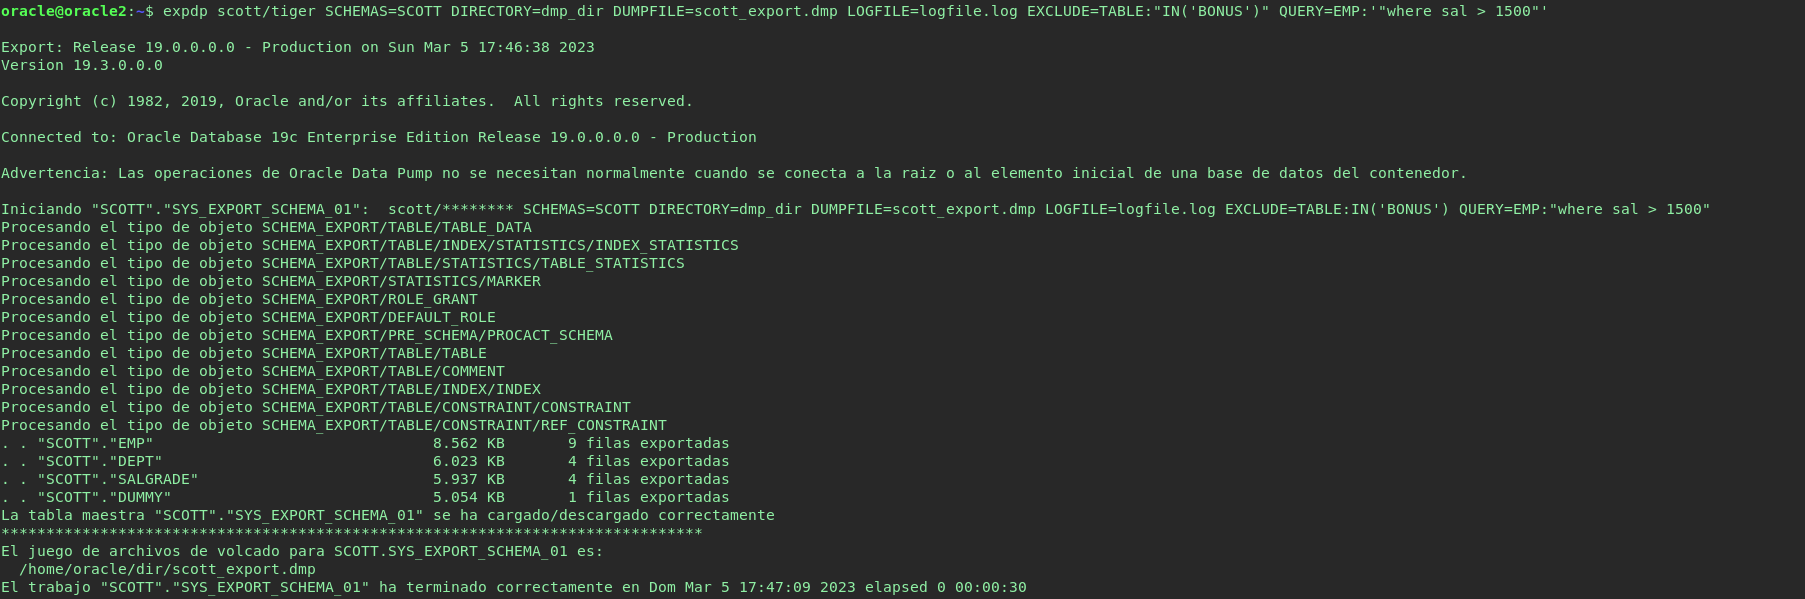 oracle@oracle2:~$ expdp scott/tiger SCHEMAS=SCOTT DIRECTORY=dmp_dir DUMPFILE=scott_export.dmp LOGFILE=logfile.log EXCLUDE=TABLE:"IN('BONUS')" QUERY=EMP:'"where sal > 1500"'
Export: Release 19.0.0.0.0 - Production on Sun Mar 5 17:46:38 2023
Version 19.3.0.0.0
Copyright (c) 1982, 2019, Oracle and/or its affiliates.  All rights reserved.
Connected to: Oracle Database 19c Enterprise Edition Release 19.0.0.0.0 - Production
Advertencia: Las operaciones de Oracle Data Pump no se necesitan normalmente cuando se conecta a la raiz o al elemento inicial de una base de datos del contenedor.
Iniciando "SCOTT"."SYS_EXPORT_SCHEMA_01":  scott/******** SCHEMAS=SCOTT DIRECTORY=dmp_dir DUMPFILE=scott_export.dmp LOGFILE=logfile.log EXCLUDE=TABLE:IN('BONUS') QUERY=EMP:"where sal > 1500"
Procesando el tipo de objeto SCHEMA_EXPORT/TABLE/TABLE_DATA
Procesando el tipo de objeto SCHEMA_EXPORT/TABLE/INDEX/STATISTICS/INDEX_STATISTICS
Procesando el tipo de objeto SCHEMA_EXPORT/TABLE/STATISTICS/TABLE_STATISTICS
Procesando el tipo de objeto SCHEMA_EXPORT/STATISTICS/MARKER
Procesando el tipo de objeto SCHEMA_EXPORT/ROLE_GRANT
Procesando el tipo de objeto SCHEMA_EXPORT/DEFAULT_ROLE
Procesando el tipo de objeto SCHEMA_EXPORT/PRE_SCHEMA/PROCACT_SCHEMA
Procesando el tipo de objeto SCHEMA_EXPORT/TABLE/TABLE
Procesando el tipo de objeto SCHEMA_EXPORT/TABLE/COMMENT
Procesando el tipo de objeto SCHEMA_EXPORT/TABLE/INDEX/INDEX
Procesando el tipo de objeto SCHEMA_EXPORT/TABLE/CONSTRAINT/CONSTRAINT
Procesando el tipo de objeto SCHEMA_EXPORT/TABLE/CONSTRAINT/REF_CONSTRAINT
. . "SCOTT"."EMP"                               8.562 KB       9 filas exportadas
. . "SCOTT"."DEPT"                              6.023 KB       4 filas exportadas
. . "SCOTT"."SALGRADE"                          5.937 KB       4 filas exportadas
. . "SCOTT"."DUMMY"                             5.054 KB       1 filas exportadas
La tabla maestra "SCOTT"."SYS_EXPORT_SCHEMA_01" se ha cargado/descargado correctamente
******************************************************************************
El juego de archivos de volcado para SCOTT.SYS_EXPORT_SCHEMA_01 es:
  /home/oracle/dir/scott_export.dmp
El trabajo "SCOTT"."SYS_EXPORT_SCHEMA_01" ha terminado correctamente en Dom Mar 5 17:47:09 2023 elapsed 0 00:00:30